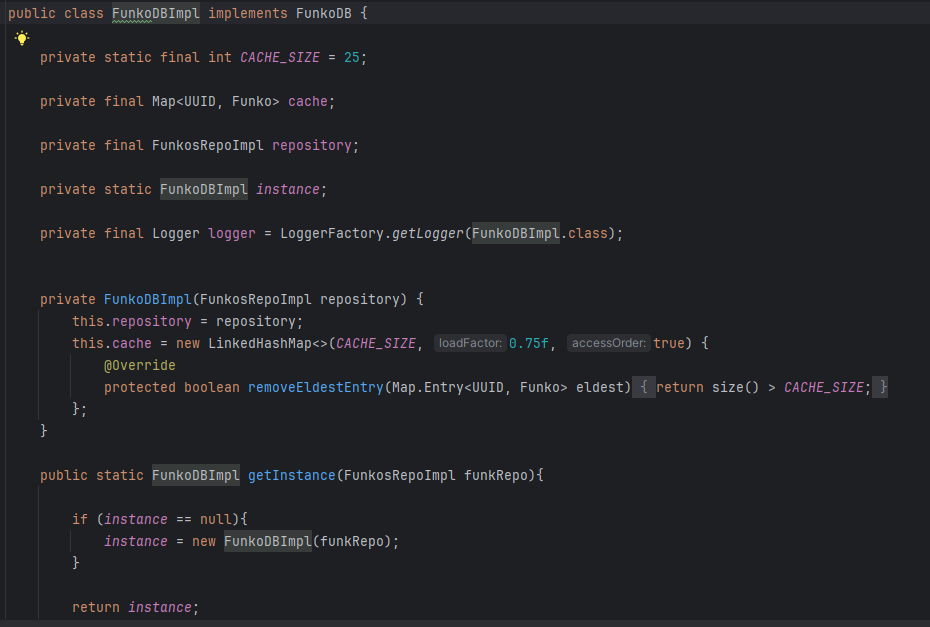 public class FunkoDBImpl implements FunkoDB {
private static final int CACHE_SIZE = 25;
private final Map<UUID, Funko> cache;
private final FunkosRepoImpl repository;
private static FunkoDBImpl instance;
private final Logger logger = LoggerFactory.getLogger(FunkoDBImpl.class);
private FunkoDBImpl(FunkosRepoImpl repository) {
this.repository = repository;
this.cache = new LinkedHashMap<>(CACHE_SIZE, loadFactor: 0.75f, accessOrder: true) {
@Override
protected boolean removeEldestEntry(Map.Entry<UUID, Funko> eldest) { return size() > CACHE_SIZE; }
};
}
public static FunkoDBImpl getInstance(FunkosRepoImpl funkRepo){
if (instance == null){
instance = new FunkoDBImpl(funkRepo);
}
return instance;